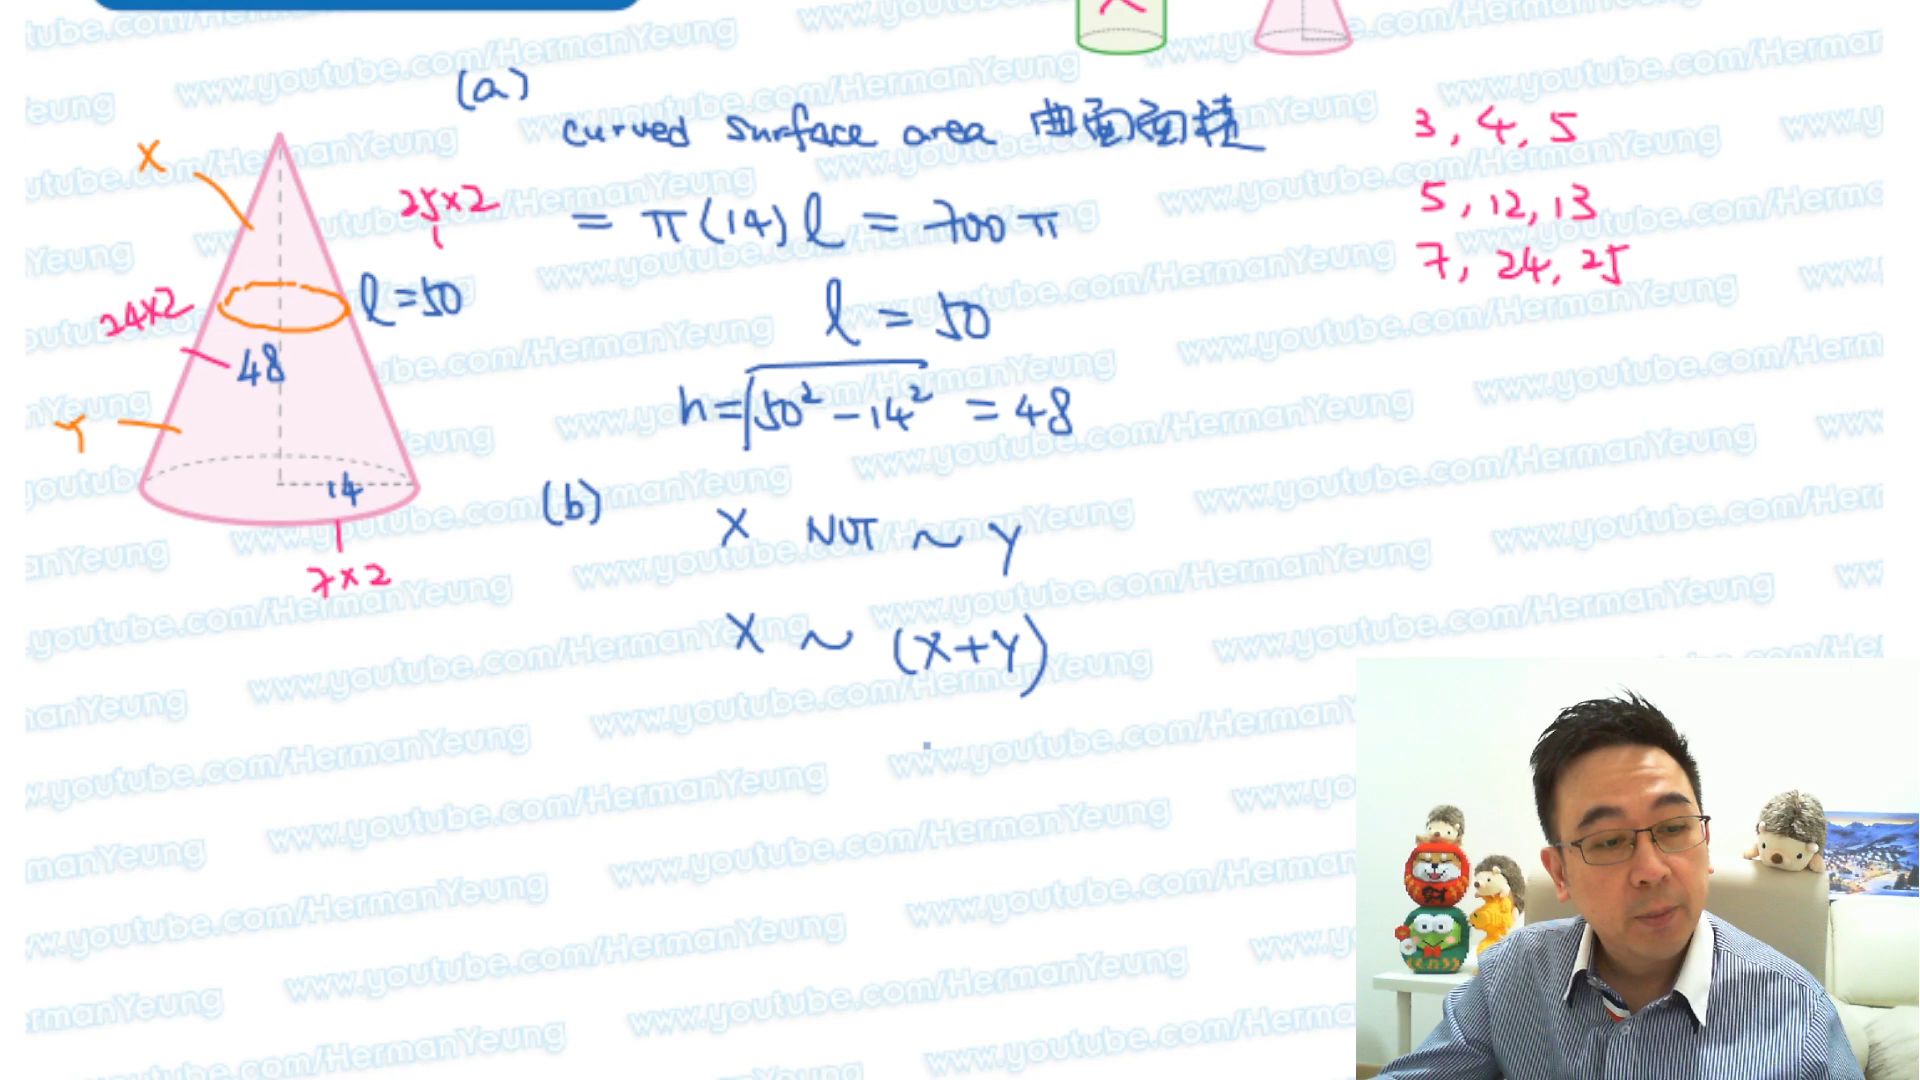 (a)
curved surface area 曲面面積
= π(14)l = 700π
l = 50
h = √50² - 14² = 48
(b)
X NOT ~ Y
X ~ (X+Y)
X
25×2
l = 50
24×2
48
Y
14
7×2
3, 4, 5
5, 12, 13
7, 24, 25
www.youtube.com/HermanYeung